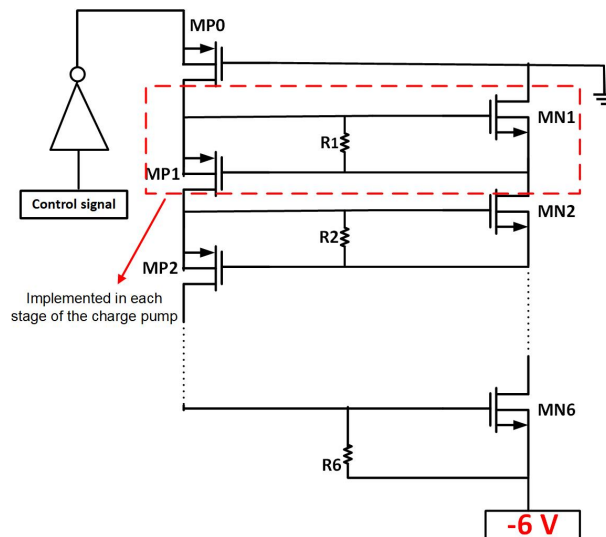 MP0
MN1
R1
MP1
Control signal
MN2
R2
MP2
Implemented in each
stage of the charge pump
MN6
R6
-6 V